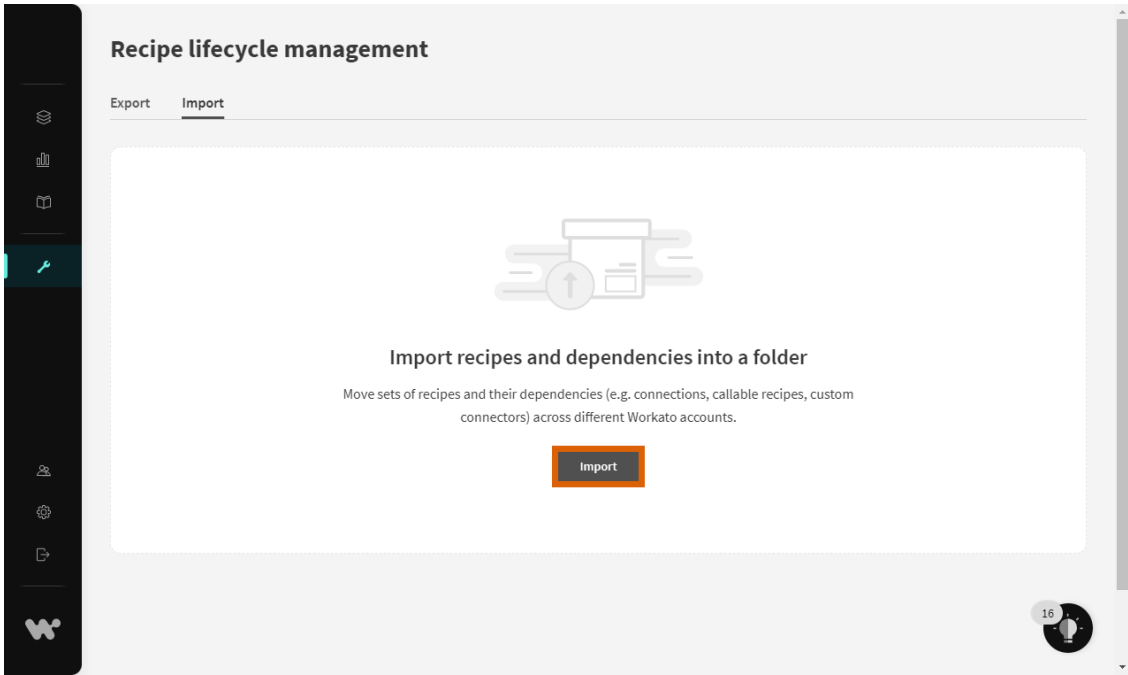 Recipe lifecycle management
Export Import
Import recipes and dependencies into a folder
Move sets of recipes and their dependencies (e.g. connections, callable recipes, custom
connectors) across different Workato accounts.
Import
16